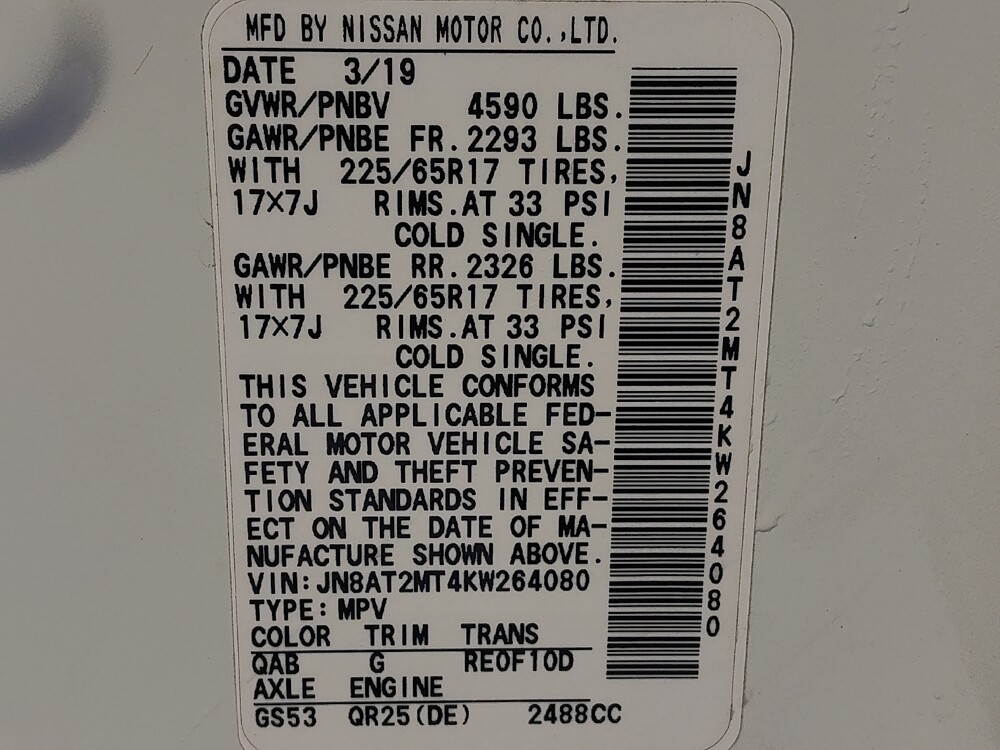 MFD BY NISSAN MOTOR CO.,LTD.
DATE 3/19
GVWR/PNBV 4590 LBS.
GAWR/PNBE FR.2293 LBS.
WITH 225/65R17 TIRES,
17×7J RIMS.AT 33 PSI
COLD SINGLE.
GAWR/PNBE RR.2326 LBS.
WITH 225/65R17 TIRES,
17×7J RIMS.AT 33 PSI
COLD SINGLE.
THIS VEHICLE CONFORMS
TO ALL APPLICABLE FED-
ERAL MOTOR VEHICLE SA-
FETY AND THEFT PREVEN-
TION STANDARDS IN EFF-
ECT ON THE DATE OF MA-
NUFACTURE SHOWN ABOVE.
VIN:JN8AT2MT4KW264080
TYPE:MPV
COLOR TRIM TRANS
QAB G RE0F10D
AXLE ENGINE
GS53 QR25(DE) 2488CC
JN8AT2MT4KW264080